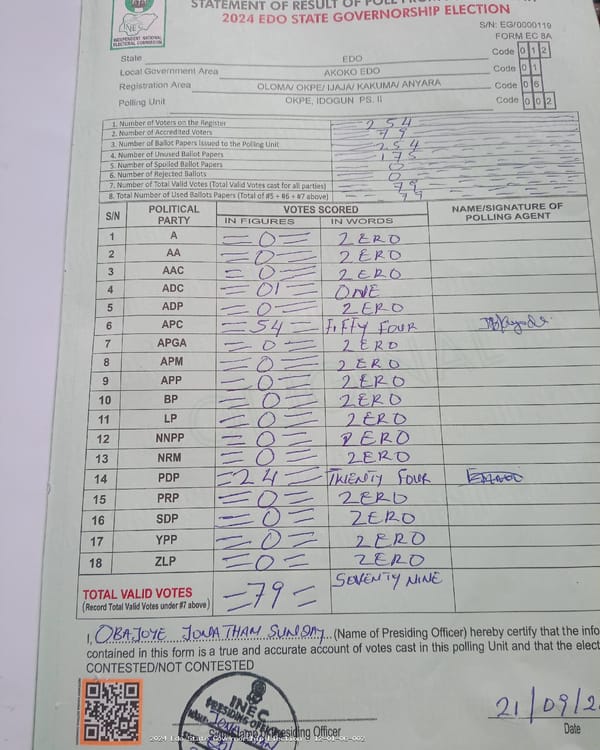 STATEMENT OF RESULT OF POLL FROM
2024 EDO STATE GOVERNORSHIP ELECTION
INEC
INDEPENDENT NATIONAL
ELECTORAL COMMISSION
S/N: EG/0000119
FORM EC 8A
State EDO Code 0 1 2
Local Government Area AKOKO EDO Code 0 1
Registration Area OLOMA/ OKPE/ IJAJA/ KAKUMA/ ANYARA Code 0 6
Polling Unit OKPE, IDOGUN PS. II Code 0 0 2
1. Number of Voters on the Register 254
2. Number of Accredited Voters 79
3. Number of Ballot Papers Issued to the Polling Unit 254
4. Number of Unused Ballot Papers 175
5. Number of Spoiled Ballot Papers 0
6. Number of Rejected Ballots 0
7. Number of Total Valid Votes (Total Valid Votes cast for all parties) 79
8. Total Number of Used Ballots Papers (Total of #5 + #6 + #7 above) 79
S/N POLITICAL PARTY VOTES SCORED NAME/SIGNATURE OF POLLING AGENT
IN FIGURES IN WORDS
1 A =0= ZERO
2 AA =0= ZERO
3 AAC =0= ZERO
4 ADC =01= ONE
5 ADP =0= ZERO
6 APC =54= FIFTY FOUR
7 APGA =0= ZERO
8 APM =0= ZERO
9 APP =0= ZERO
10 BP =0= ZERO
11 LP =0= ZERO
12 NNPP =0= ZERO
13 NRM =0= ZERO
14 PDP =24= TWENTY FOUR
15 PRP =0= ZERO
16 SDP =0= ZERO
17 YPP =0= ZERO
18 ZLP =0= ZERO
TOTAL VALID VOTES =79= SEVENTY NINE
(Record Total Valid Votes under #7 above)
I, OBAJOYE JONATHAN SUNDAY (Name of Presiding Officer) hereby certify that the info
contained in this form is a true and accurate account of votes cast in this polling Unit and that the elect
CONTESTED/NOT CONTESTED
INEC
PRESIDING OFFICER
21/09/2
Presiding Officer Date
2024 Edo State Governorship Election